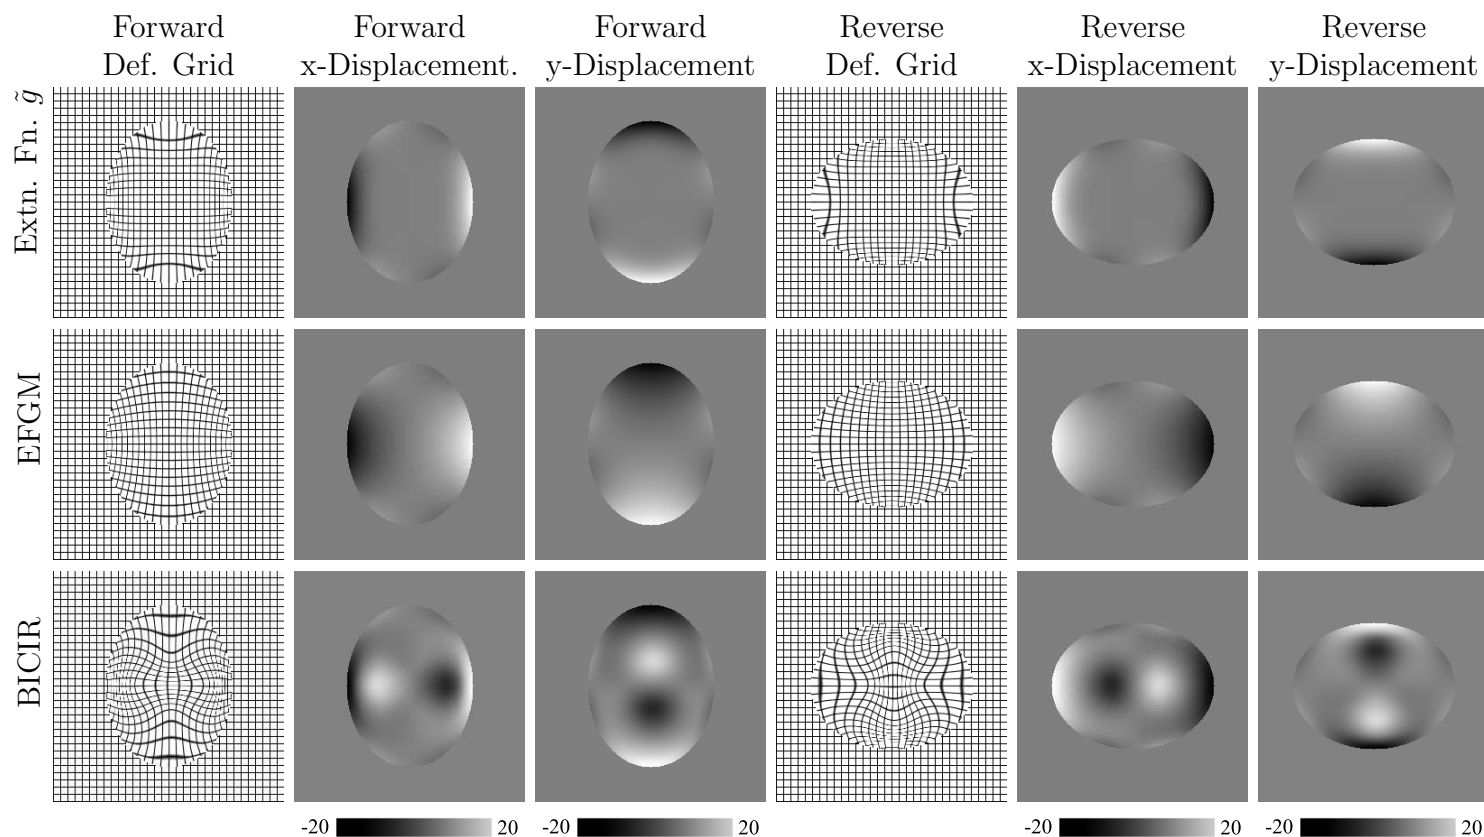 Forward
Def. Grid
Forward
x-Displacement.
Forward
y-Displacement
Reverse
Def. Grid
Reverse
x-Displacement
Reverse
y-Displacement
Extn. Fn. g̃
EFGM
BICIR
-20 20
-20 20
-20 20
-20 20